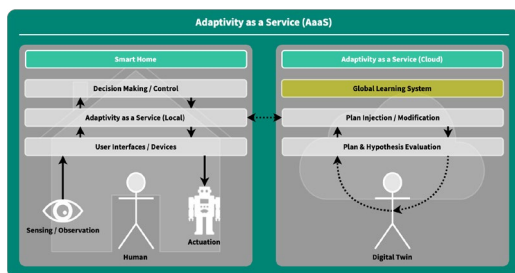 Adaptivity as a Service (AaaS)
Smart Home
Decision Making / Control
Adaptivity as a Service (Local)
User Interfaces / Devices
Sensing / Observation
Human
Actuation
Adaptivity as a Service (Cloud)
Global Learning System
Plan Injection / Modification
Plan & Hypothesis Evaluation
Digital Twin